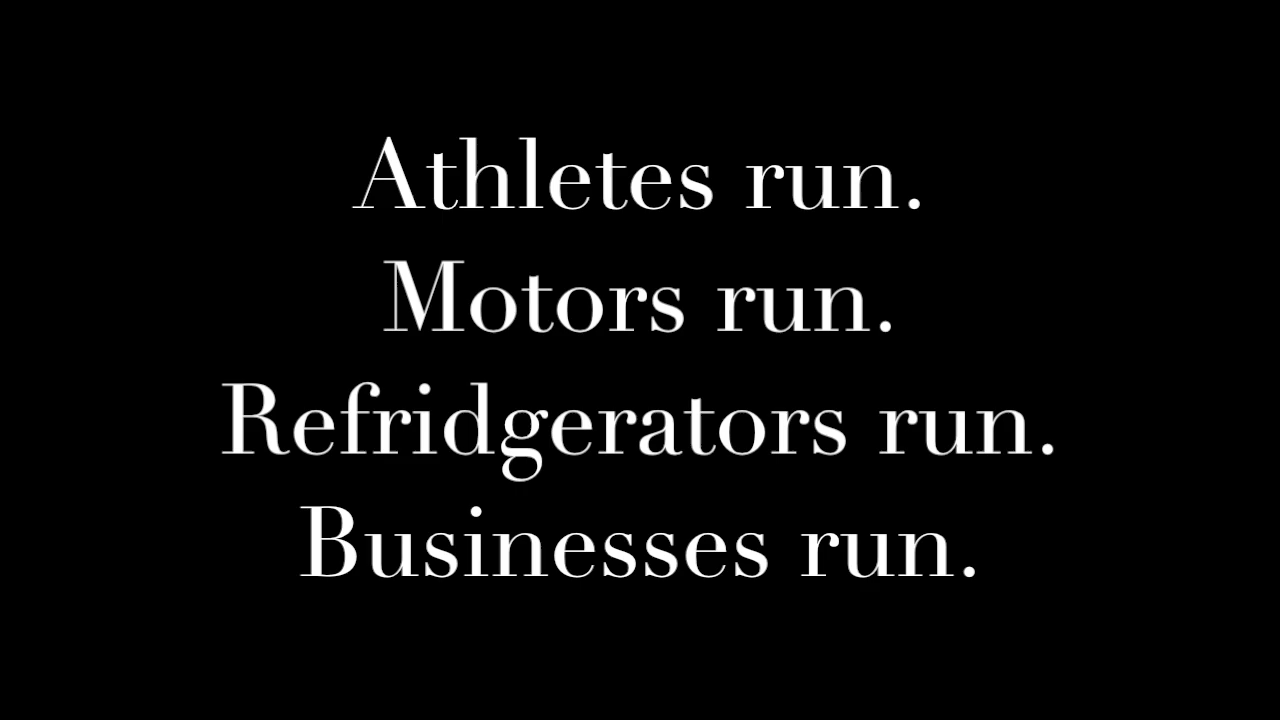 Athletes run.
Motors run.
Refridgerators run.
Businesses run.